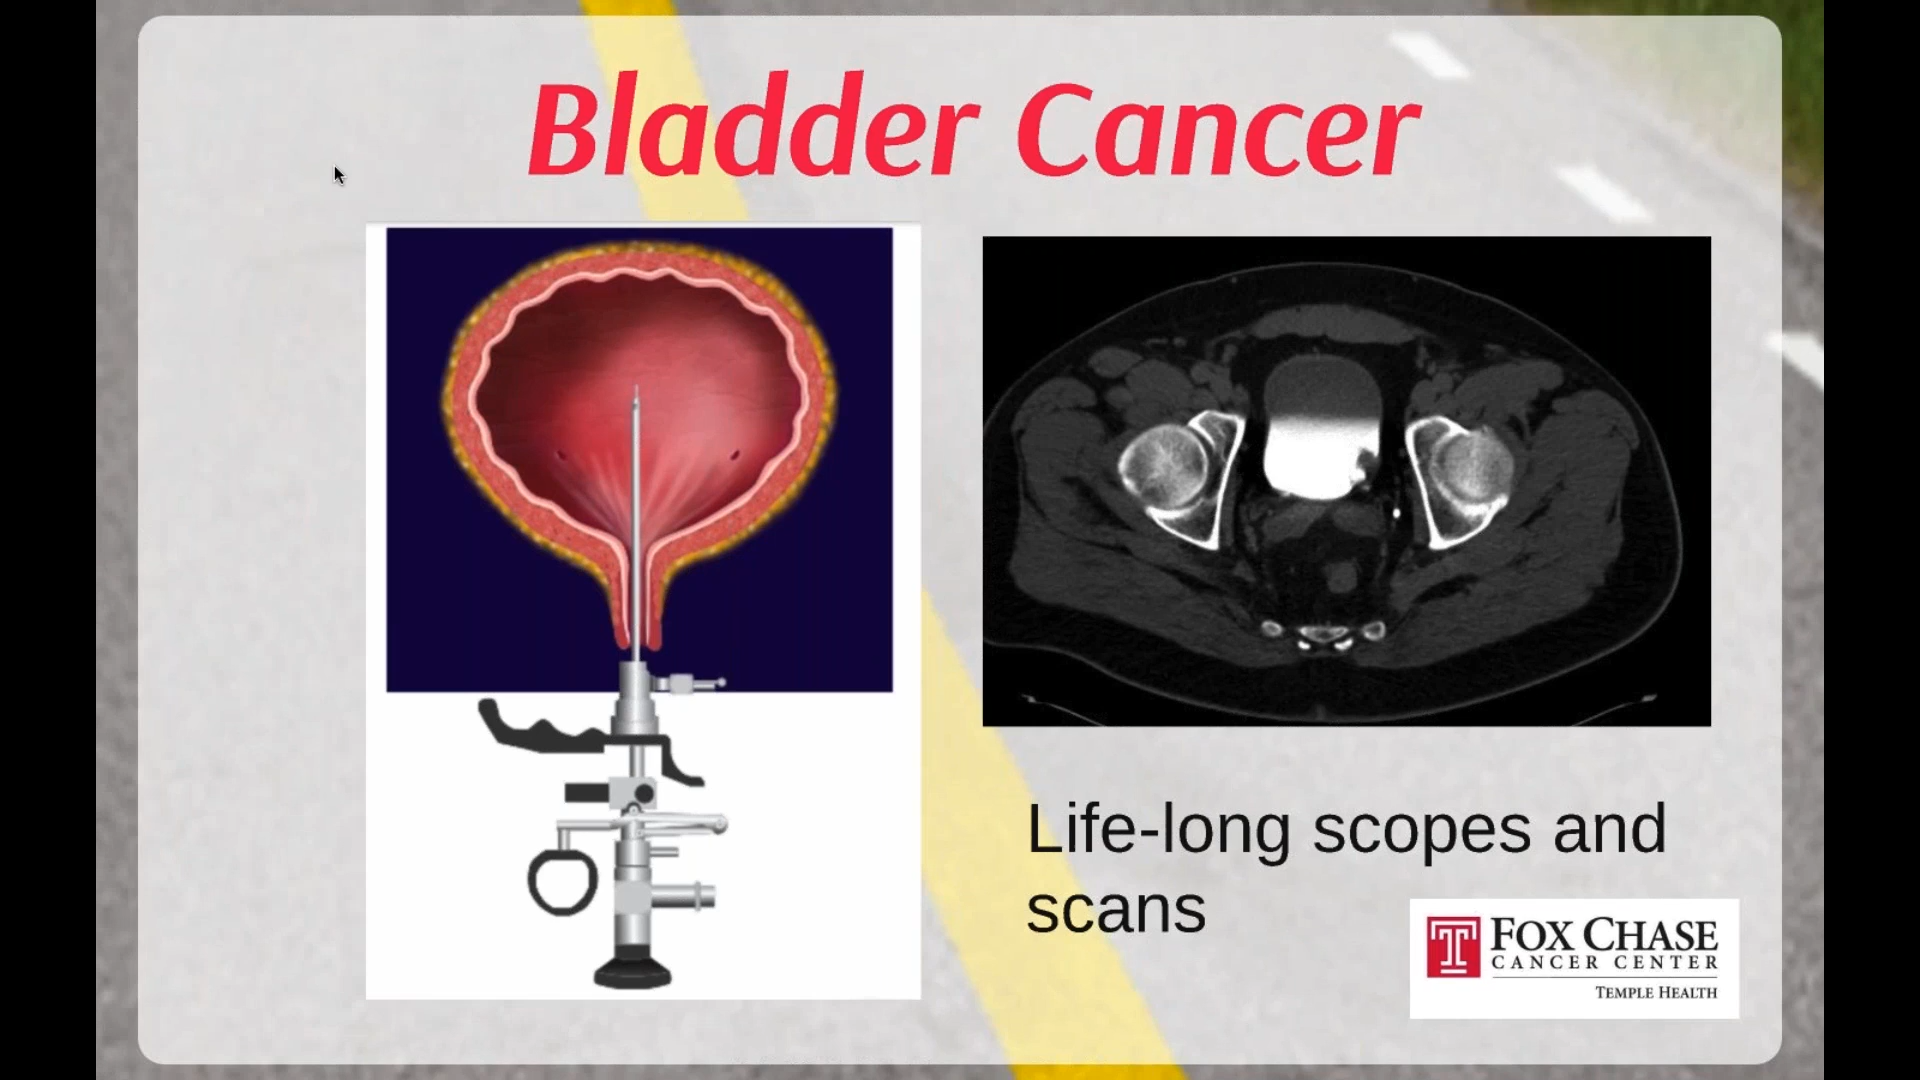 Bladder Cancer
Life-long scopes and
scans
FOX CHASE
CANCER CENTER
TEMPLE HEALTH